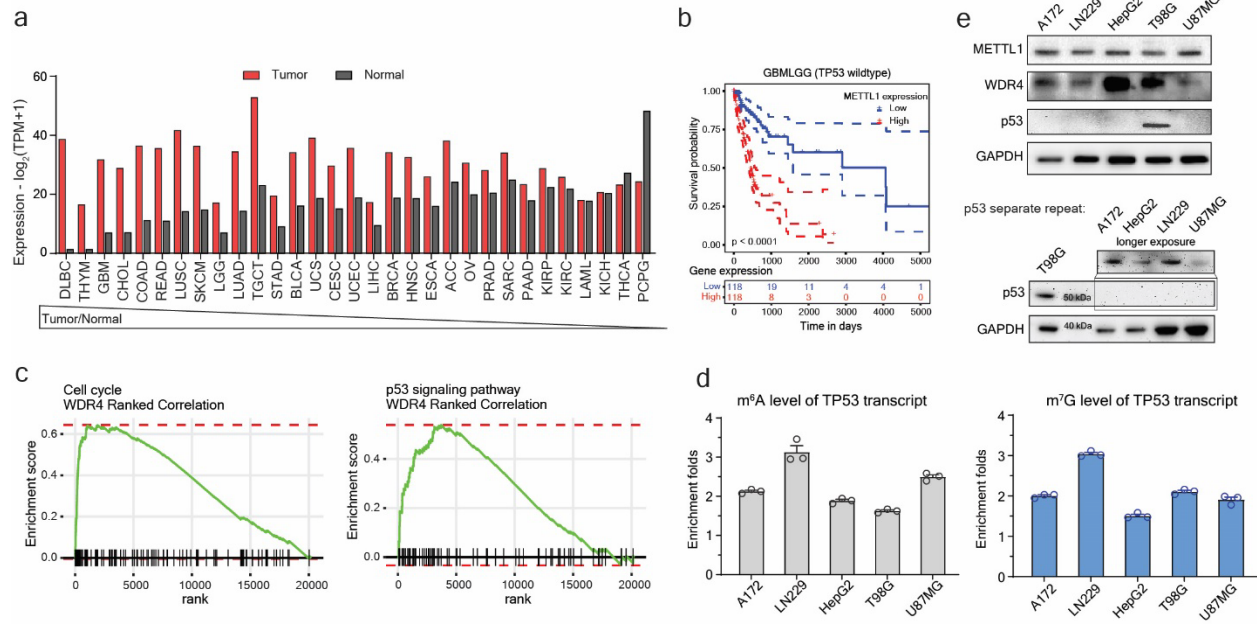 a
60
40
20
0
Expression - log2(TPM+1)
Tumor
Normal
DLBC
THYM
GBM
CHOL
COAD
READ
LUSC
SKCM
LGG
LUAD
TGCT
STAD
BLCA
UCS
CESC
UCEC
LIHC
BRCA
HNSC
ESCA
ACC
OV
PRAD
SARC
PAAD
KIRP
KIRC
LAML
KICH
THCA
PCPG
Tumor/Normal
b
GBMLGG (TP53 wildtype)
METTL1 expression
Low
High
1.00
0.75
0.50
0.25
0.00
Survival probability
p < 0.0001
0 1000 2000 3000 4000 5000
Gene expression
Low 118 19 11 4 4 1
High 118 8 3 0 0 0
0 1000 2000 3000 4000 5000
Time in days
e
A172 LN229 HepG2 T98G U87MG
METTL1
WDR4
p53
GAPDH
p53 separate repeat:
A172 HepG2 LN229 U87MG
longer exposure
T98G
p53
50 kDa
GAPDH
40 kDa
c
Cell cycle
WDR4 Ranked Correlation
0.6
0.4
0.2
0.0
Enrichment score
0 5000 10000 15000 20000
rank
p53 signaling pathway
WDR4 Ranked Correlation
0.4
0.2
0.0
Enrichment score
0 5000 10000 15000 20000
rank
d
m⁶A level of TP53 transcript
4
3
2
1
0
Enrichment folds
A172 LN229 HepG2 T98G U87MG
m⁷G level of TP53 transcript
4
3
2
1
0
Enrichment folds
A172 LN229 HepG2 T98G U87MG